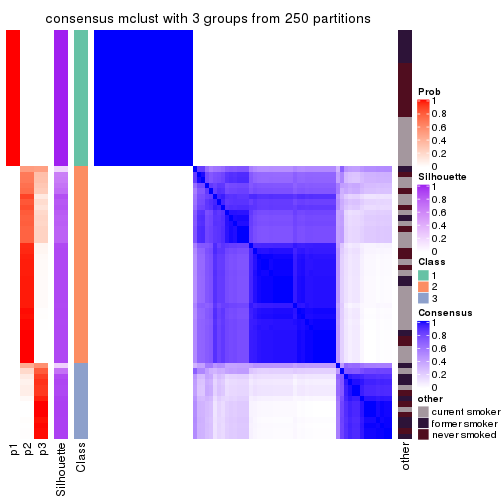 consensus mclust with 3 groups from 250 partitions
Prob
1
0.8
0.6
0.4
0.2
0
Silhouette
1
0.8
0.6
0.4
0.2
0
Class
1
2
3
Consensus
1
0.8
0.6
0.4
0.2
0
other
current smoker
former smoker
never smoked
p1
p2
p3
Silhouette
Class
other